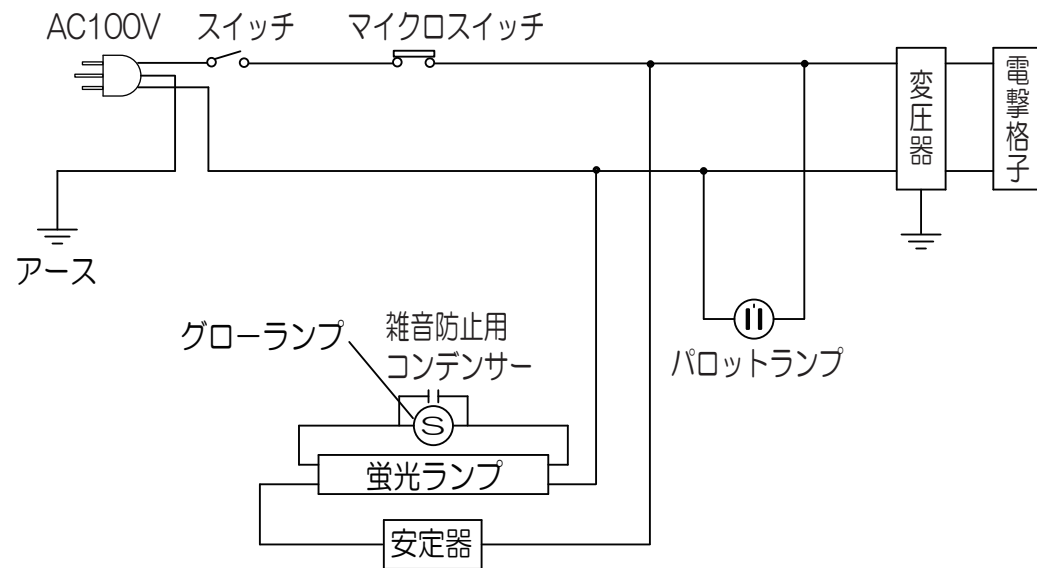 AC100V
スイッチ
マイクロスイッチ
変圧器
電撃格子
アース
グローランプ
雑音防止用
コンデンサー
パロットランプ
S
蛍光ランプ
安定器